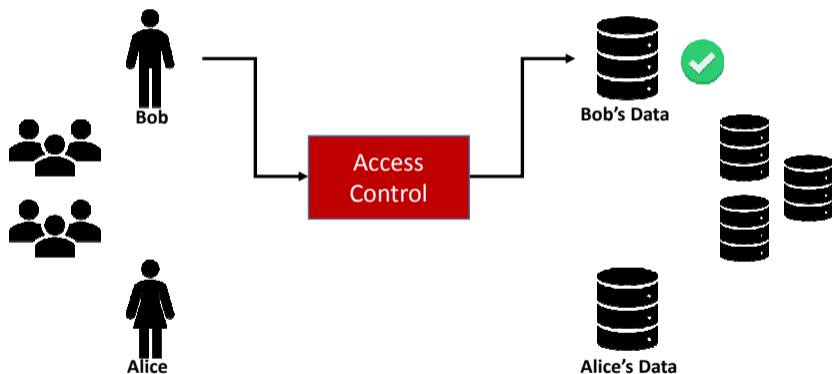 Bob
Bob's Data
Access
Control
Alice
Alice's Data